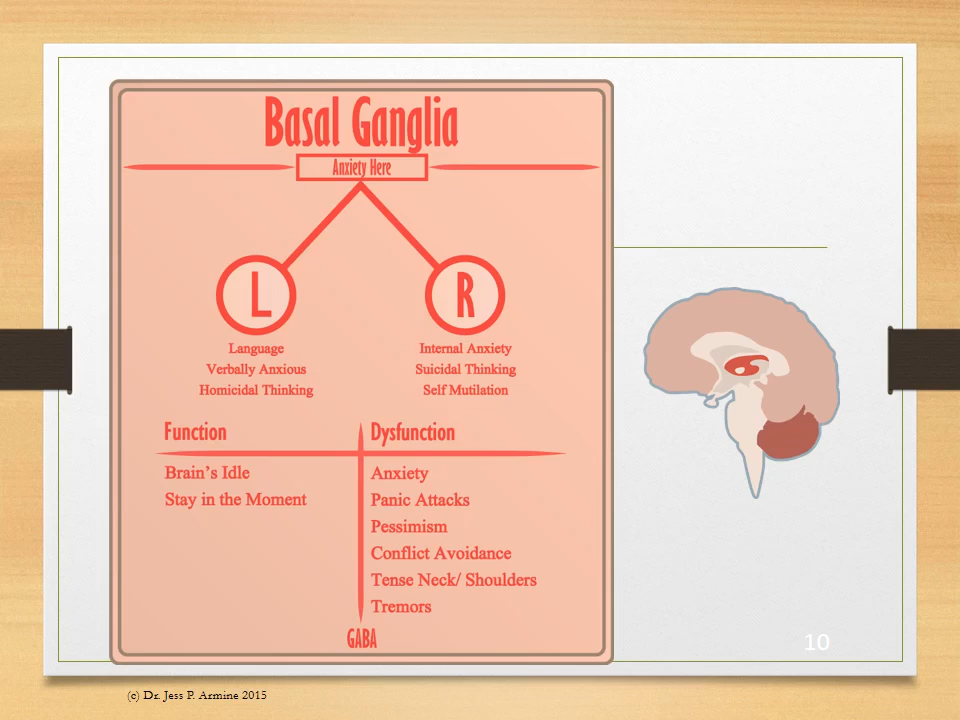 Basal Ganglia
Anxiety Here
L
R
Language
Verbally Anxious
Homicidal Thinking
Internal Anxiety
Suicidal Thinking
Self Mutilation
Function
Brain's Idle
Stay in the Moment
Dysfunction
Anxiety
Panic Attacks
Pessimism
Conflict Avoidance
Tense Neck/ Shoulders
Tremors
GABA
10
(c) Dr. Jess P. Armine 2015